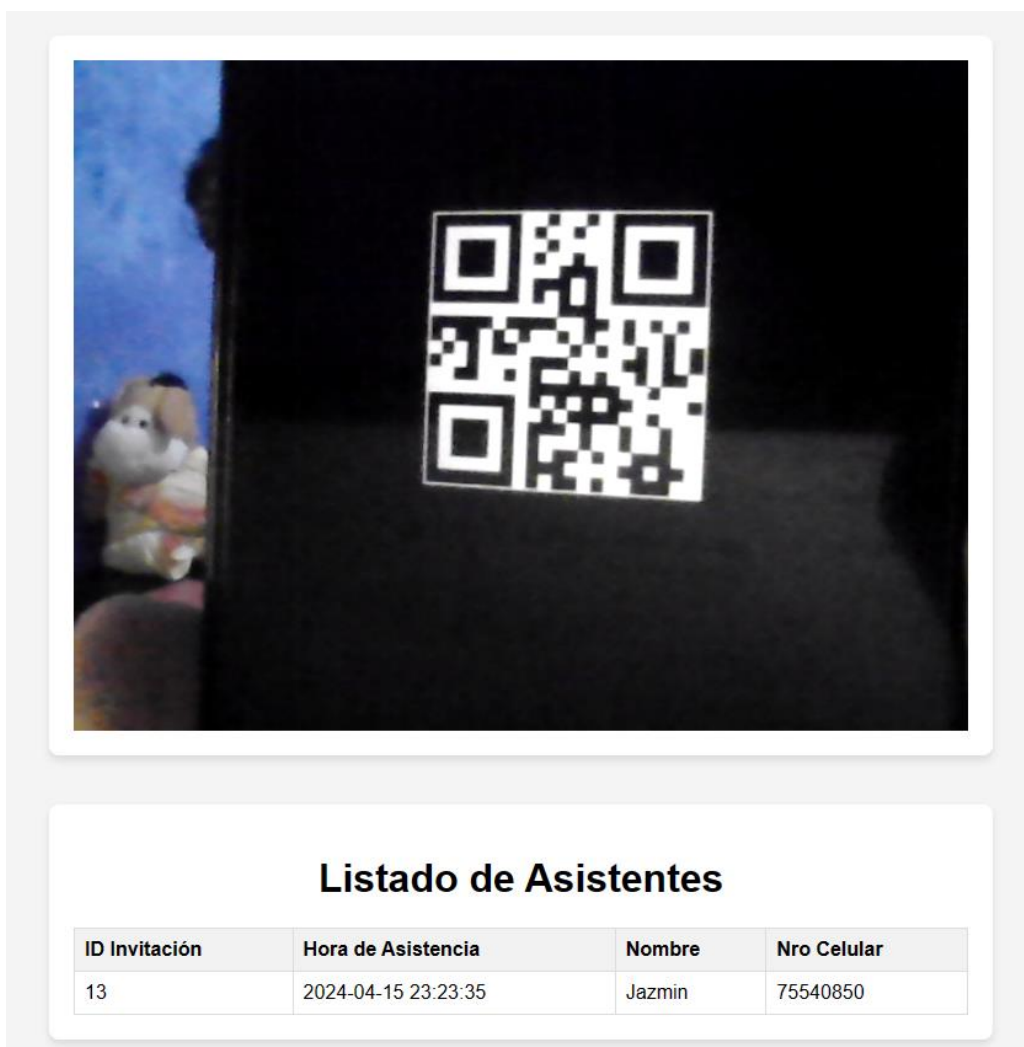 Listado de Asistentes
ID Invitación Hora de Asistencia Nombre Nro Celular
13 2024-04-15 23:23:35 Jazmin 75540850